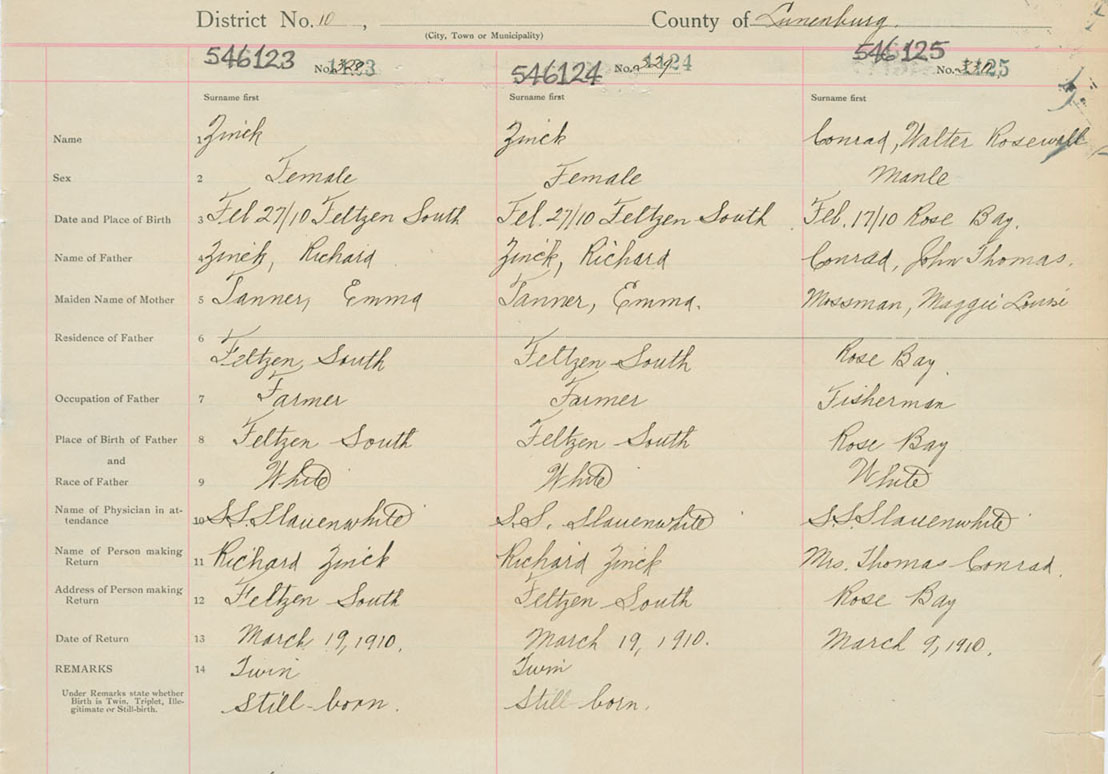 District No. 10, County of Lunenburg.
(City, Town or Municipality)
546123 No. 1123 546124 No. 329 1124 546125 No. 330 1125
Surname first Surname first Surname first
Name 1 Zinck Zinck Conrad, Walter Rosewell
Sex 2 Female Female Manle
Date and Place of Birth 3 Feb 27/10 Feltzen South Feb. 27/10 Feltzen South Feb. 17/10 Rose Bay.
Name of Father 4 Zinck, Richard Zinck, Richard Conrad, John Thomas.
Maiden Name of Mother 5 Tanner, Emma Tanner, Emma. Mossman, Maggie Louise
Residence of Father 6 Feltzen South Feltzen South Rose Bay.
Occupation of Father 7 Farmer Farmer Fisherman
Place of Birth of Father 8 Feltzen South Feltzen South Rose Bay
and
Race of Father 9 White White White
Name of Physician in at-
tendance 10 S.S. Slauenwhite S.S. Slauenwhite S.S. Slauenwhite
Name of Person making
Return 11 Richard Zinck Richard Zinck Mrs. Thomas Conrad.
Address of Person making
Return 12 Feltzen South Feltzen South Rose Bay
Date of Return 13 March 19, 1910. March 19, 1910. March 9, 1910.
REMARKS 14 Twin Twin
Under Remarks state whether
Birth is Twin, Triplet, Ille-
gitimate or Still-birth.
Still-born. Still-born.